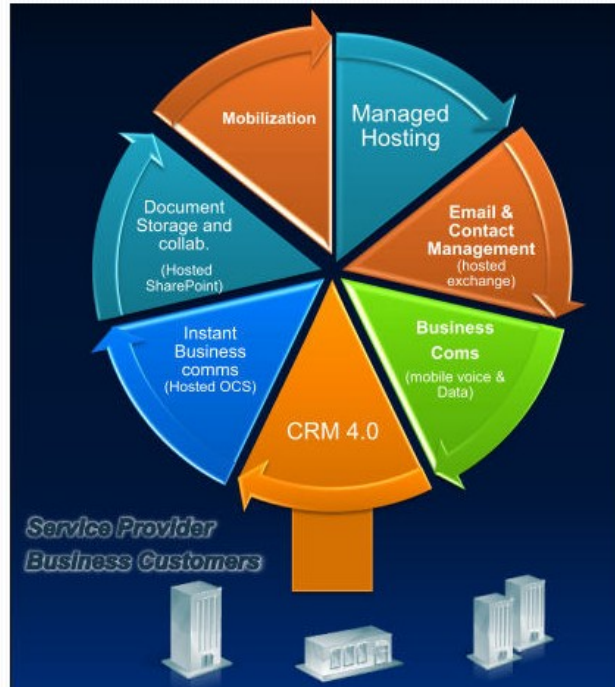 Mobilization
Managed
Hosting
Email &
Contact
Management
(hosted
exchange)
Business
Coms
(mobile voice &
Data)
CRM 4.0
Instant
Business
comms
(Hosted OCS)
Document
Storage and
collab.
(Hosted
SharePoint)
Service Provider
Business Customers